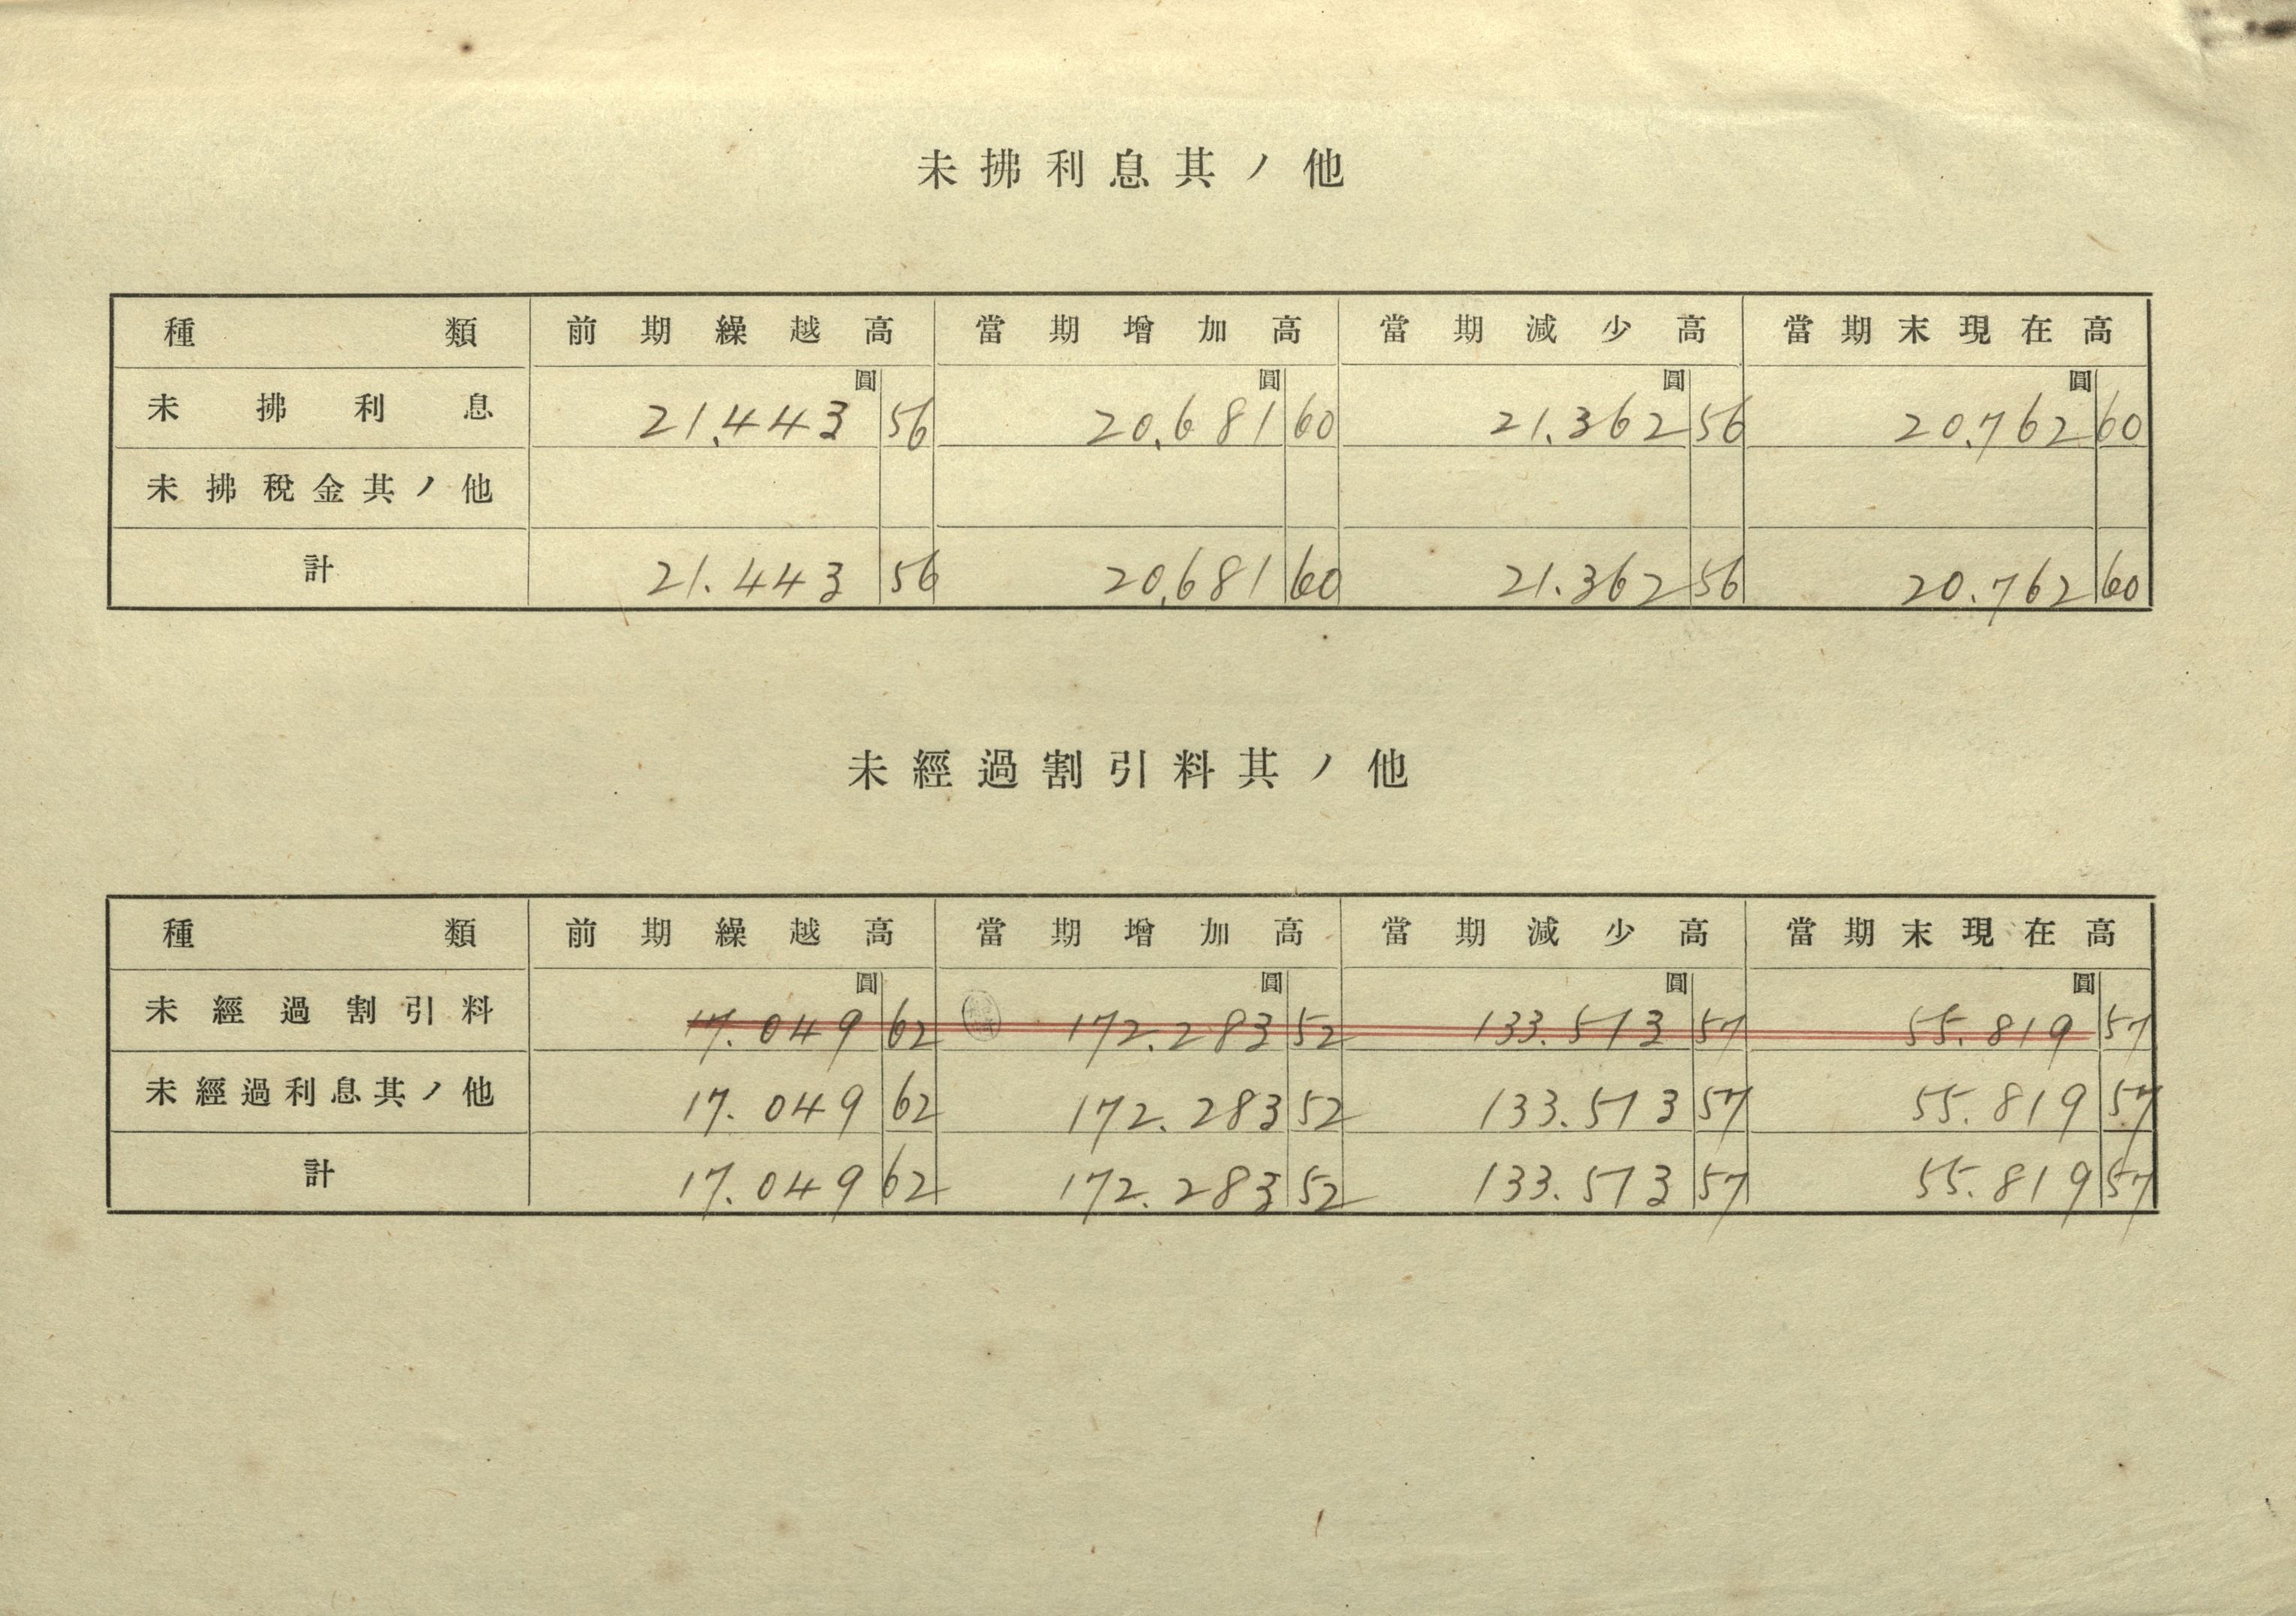 未拂利息其ノ他
種類 前期繰越高 當期增加高 當期減少高 當期末現在高
圓 圓 圓 圓
未拂利息 21.443 56 20.681 60 21.362 56 20.762 60
未拂稅金其ノ他
計 21.443 56 20.681 60 21.362 56 20.762 60
未經過割引料其ノ他
種類 前期繰越高 當期增加高 當期減少高 當期末現在高
圓 圓 圓 圓
未經過割引料 17.049 62 172.283 52 133.513 57 55.819 57
未經過利息其ノ他 17.049 62 172.283 52 133.513 57 55.819 57
計 17.049 62 172.283 52 133.513 57 55.819 57